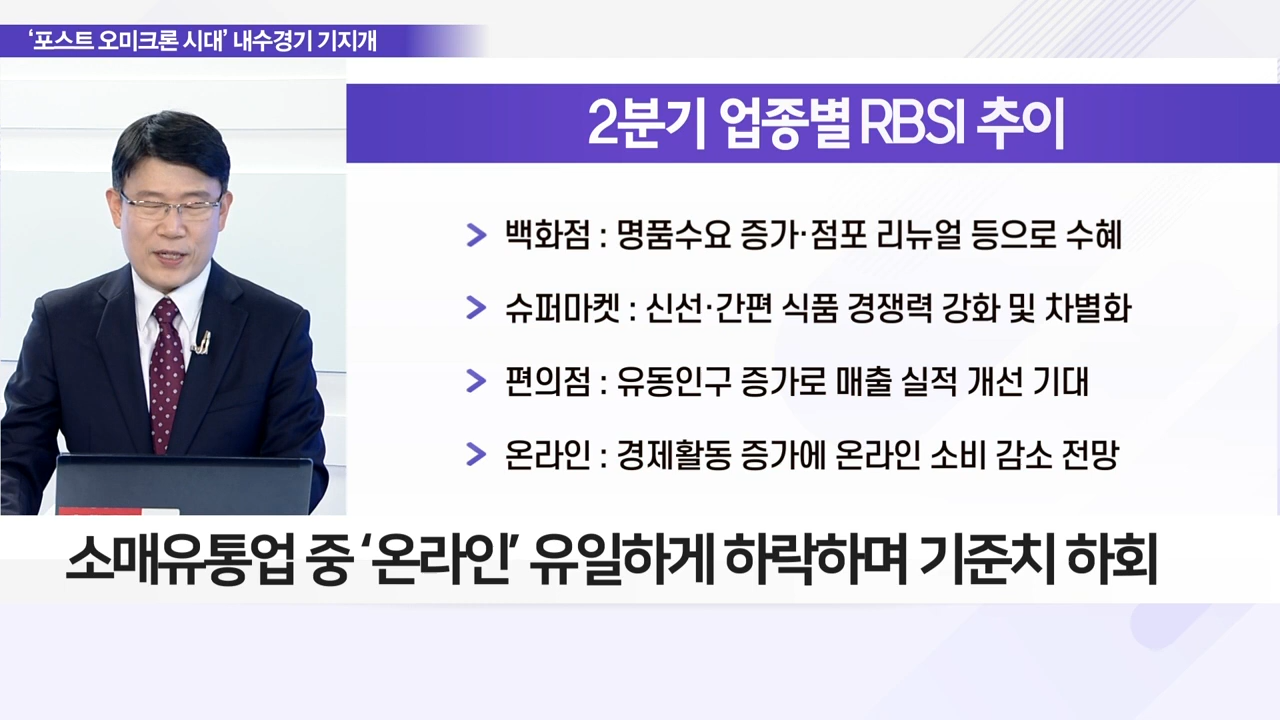 ‘포스트 오미크론 시대’ 내수경기 기지개
2분기 업종별 RBSI 추이
> 백화점 : 명품수요 증가·점포 리뉴얼 등으로 수혜
> 슈퍼마켓 : 신선·간편 식품 경쟁력 강화 및 차별화
> 편의점 : 유동인구 증가로 매출 실적 개선 기대
> 온라인 : 경제활동 증가에 온라인 소비 감소 전망
소매유통업 중 ‘온라인’ 유일하게 하락하며 기준치 하회